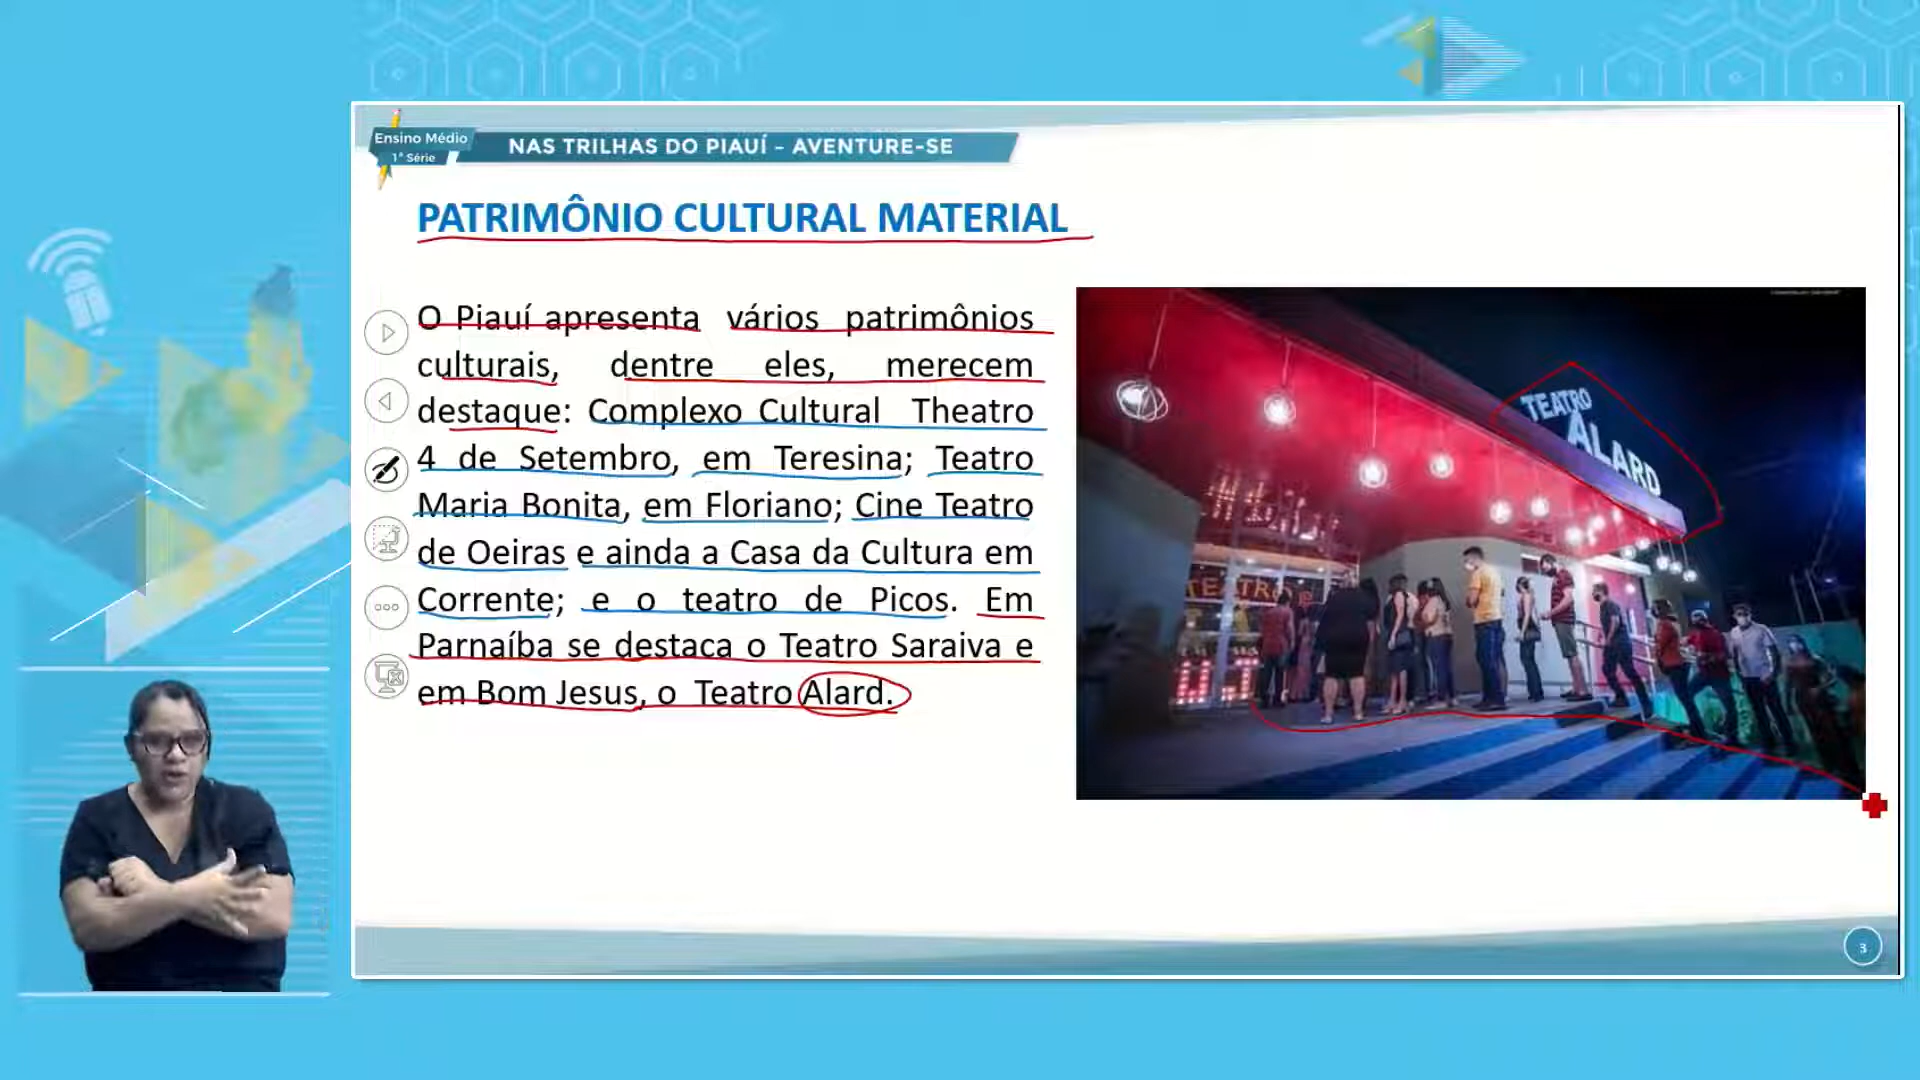 Ensino Médio
1ª Série
NAS TRILHAS DO PIAUÍ – AVENTURE-SE
PATRIMÔNIO CULTURAL MATERIAL
O Piauí apresenta vários patrimônios
culturais, dentre eles, merecem
destaque: Complexo Cultural Theatro
4 de Setembro, em Teresina; Teatro
Maria Bonita, em Floriano; Cine Teatro
de Oeiras e ainda a Casa da Cultura em
Corrente; e o teatro de Picos. Em
Parnaíba se destaca o Teatro Saraiva e
em Bom Jesus, o Teatro Alard.
TEATRO
ALARD
TEATRO
3